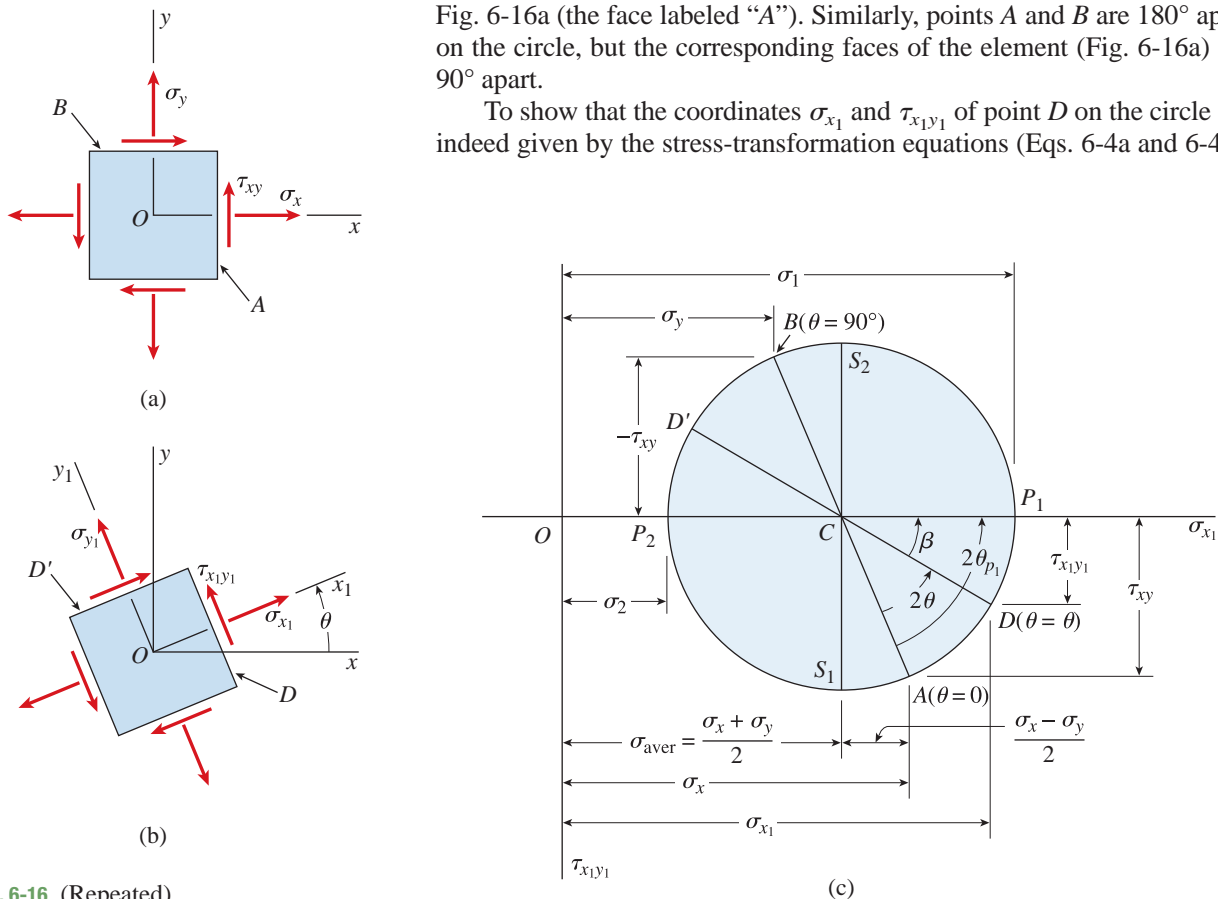 Fig. 6-16a (the face labeled “A”). Similarly, points A and B are 180° ap
on the circle, but the corresponding faces of the element (Fig. 6-16a)
90° apart.
To show that the coordinates σx1 and τx1y1 of point D on the circle
indeed given by the stress-transformation equations (Eqs. 6-4a and 6-4
y
σy
B
τxy
σx
O
x
A
(a)
y
y1
σy1
D′
τx1y1
x1
σx1
θ
O
x
D
(b)
6-16 (Repeated)
σ1
σy
B(θ = 90°)
S2
D′
−τxy
P1
O
P2
C
β
2θp1
τx1y1
σx1
τxy
σ2
2θ
D(θ = θ)
S1
A(θ = 0)
σaver = (σx + σy)/2
(σx − σy)/2
σx
σx1
τx1y1
(c)